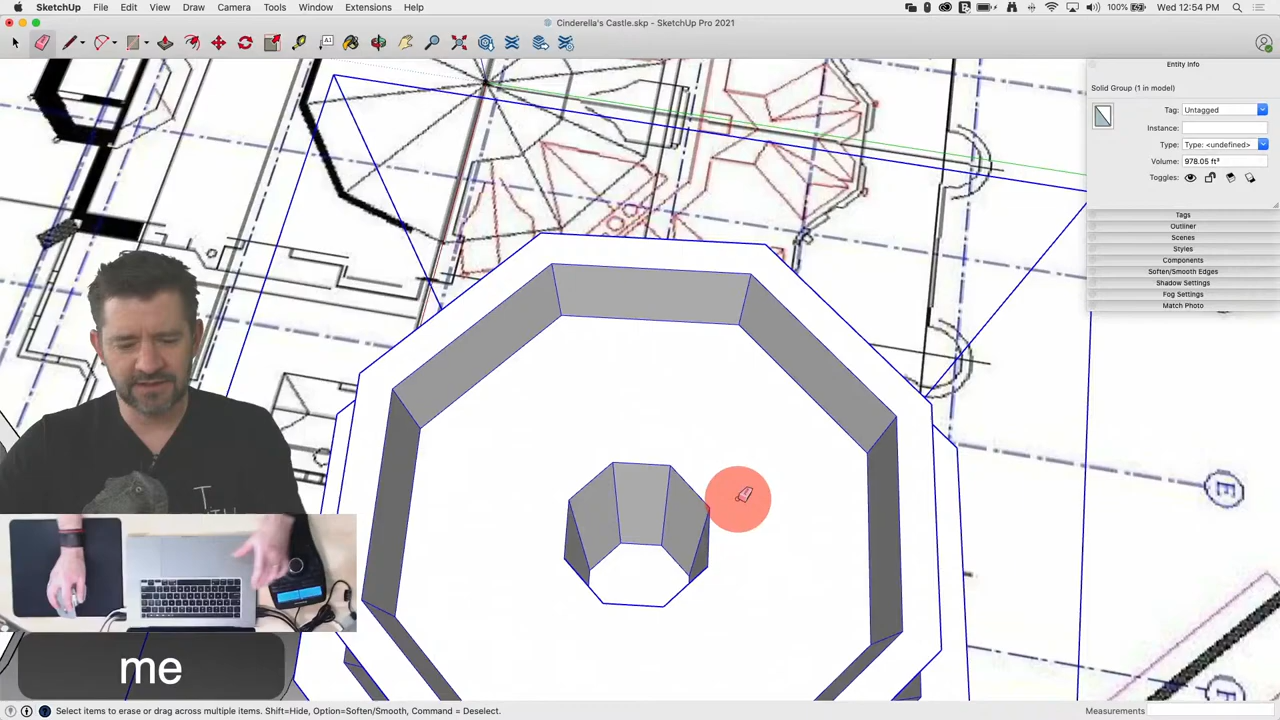 SketchUp File Edit View Draw Camera Tools Window Extensions Help 100% Wed 12:54 PM
Cinderella's Castle.skp - SketchUp Pro 2021
Entity Info
Solid Group (1 in model)
Tag: Untagged
Instance:
Type: Type: <undefined>
Volume: 978.05 ft³
Toggles:
Tags
Outliner
Scenes
Styles
Components
Soften/Smooth Edges
Shadow Settings
Fog Settings
Match Photo
E
F
T
me
Select items to erase or drag across multiple items. Shift=Hide, Option=Soften/Smooth, Command = Deselect.
Measurements